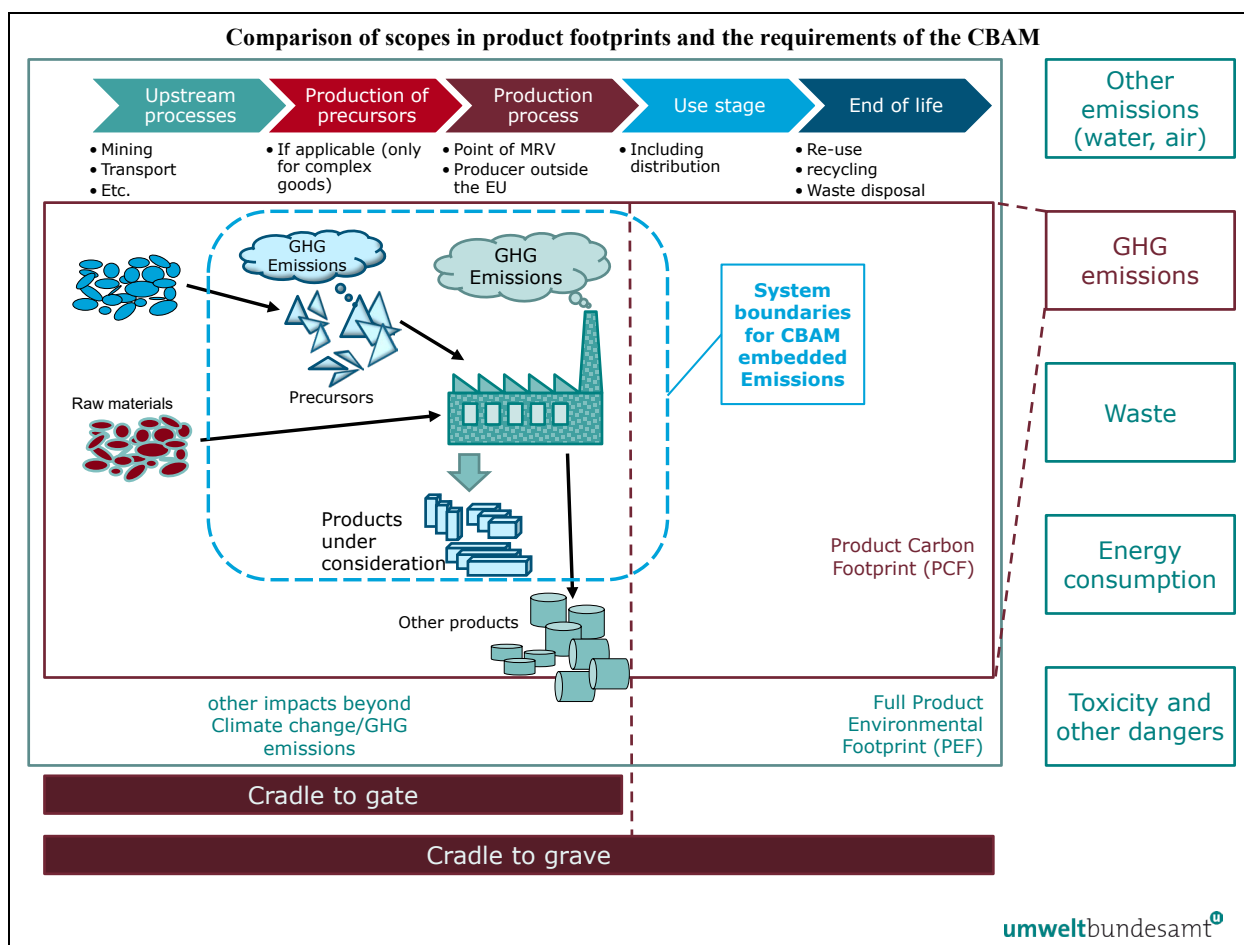 Comparison of scopes in product footprints and the requirements of the CBAM
Upstream
processes
Production of
precursors
Production
process
Use stage
End of life
• Mining
• Transport
• Etc.
• If applicable (only
for complex
goods)
• Point of MRV
• Producer outside
the EU
• Including
distribution
• Re-use
• recycling
• Waste disposal
GHG
Emissions
GHG
Emissions
Precursors
Raw materials
Products
under
consideration
Other products
System
boundaries
for CBAM
embedded
Emissions
Product Carbon
Footprint (PCF)
other impacts beyond
Climate change/GHG
emissions
Full Product
Environmental
Footprint (PEF)
Other
emissions
(water, air)
GHG
emissions
Waste
Energy
consumption
Toxicity and
other dangers
Cradle to gate
Cradle to grave
umweltbundesamt
u